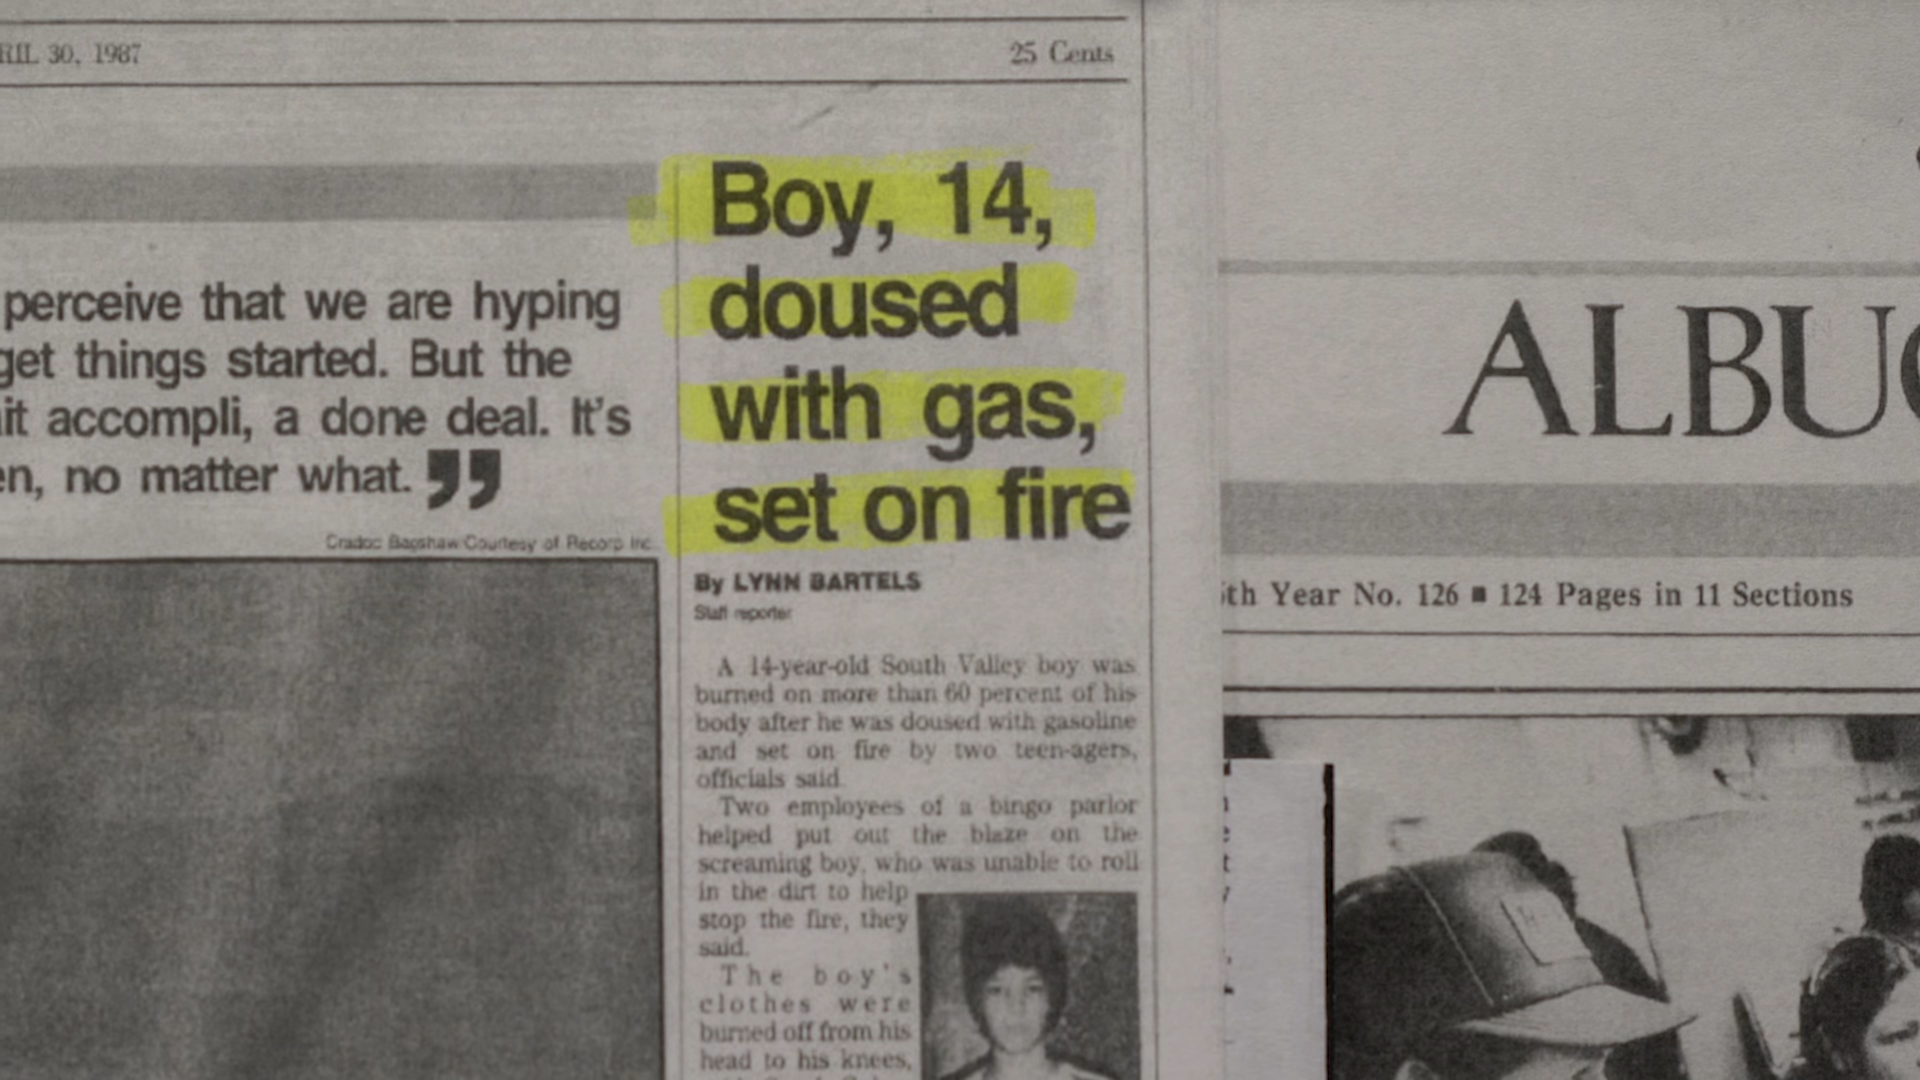 RIL 30, 1987
25 Cents
perceive that we are hyping
get things started. But the
it accompli, a done deal. It's
en, no matter what.”
Cradoc Bagshaw/Courtesy of Recorp Inc.
Boy, 14,
doused
with gas,
set on fire
By LYNN BARTELS
Staff reporter
A 14-year-old South Valley boy was
burned on more than 60 percent of his
body after he was doused with gasoline
and set on fire by two teen-agers,
officials said.
Two employees of a bingo parlor
helped put out the blaze on the
screaming boy, who was unable to roll
in the dirt to help
stop the fire, they
said.
The boy's
clothes were
burned off from his
head to his knees,
ALBU
th Year No. 126 ■ 124 Pages in 11 Sections